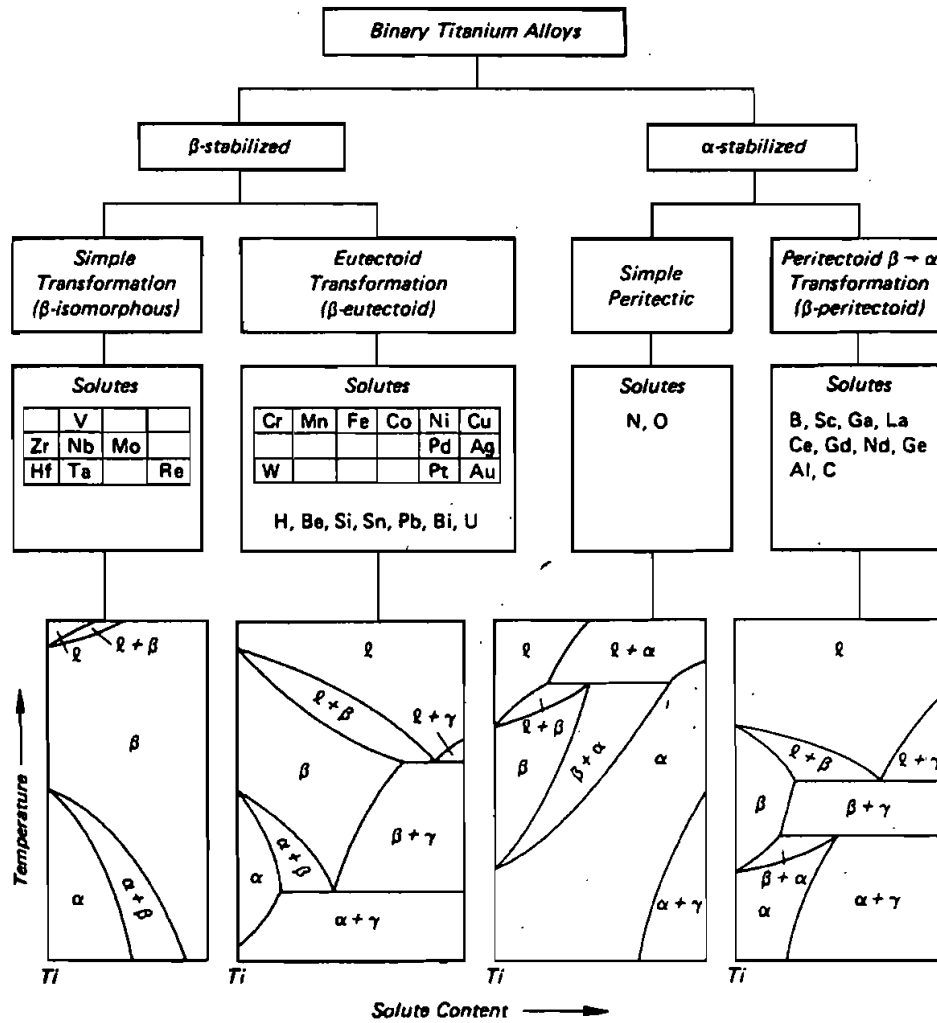 Binary Titanium Alloys
β-stabilized
α-stabilized
Simple
Transformation
(β-isomorphous)
Eutectoid
Transformation
(β-eutectoid)
Simple
Peritectic
Peritectoid β → α
Transformation
(β-peritectoid)
Solutes
V
Zr Nb Mo
Hf Ta Re
Solutes
Cr Mn Fe Co Ni Cu
Pd Ag
W Pt Au
H, Be, Si, Sn, Pb, Bi, U
Solutes
N, O
Solutes
B, Sc, Ga, La
Ce, Gd, Nd, Ge
Al, C
Temperature
ℓ
ℓ + β
β
α
α + β
Ti
ℓ
ℓ + β
ℓ + γ
β
α + β
β + γ
α
α + γ
Ti
ℓ
ℓ + α
ℓ + β
β
β + α
α
α + γ
Ti
ℓ
ℓ + β
ℓ + γ
β
β + γ
β + α
α
α + γ
Ti
Solute Content